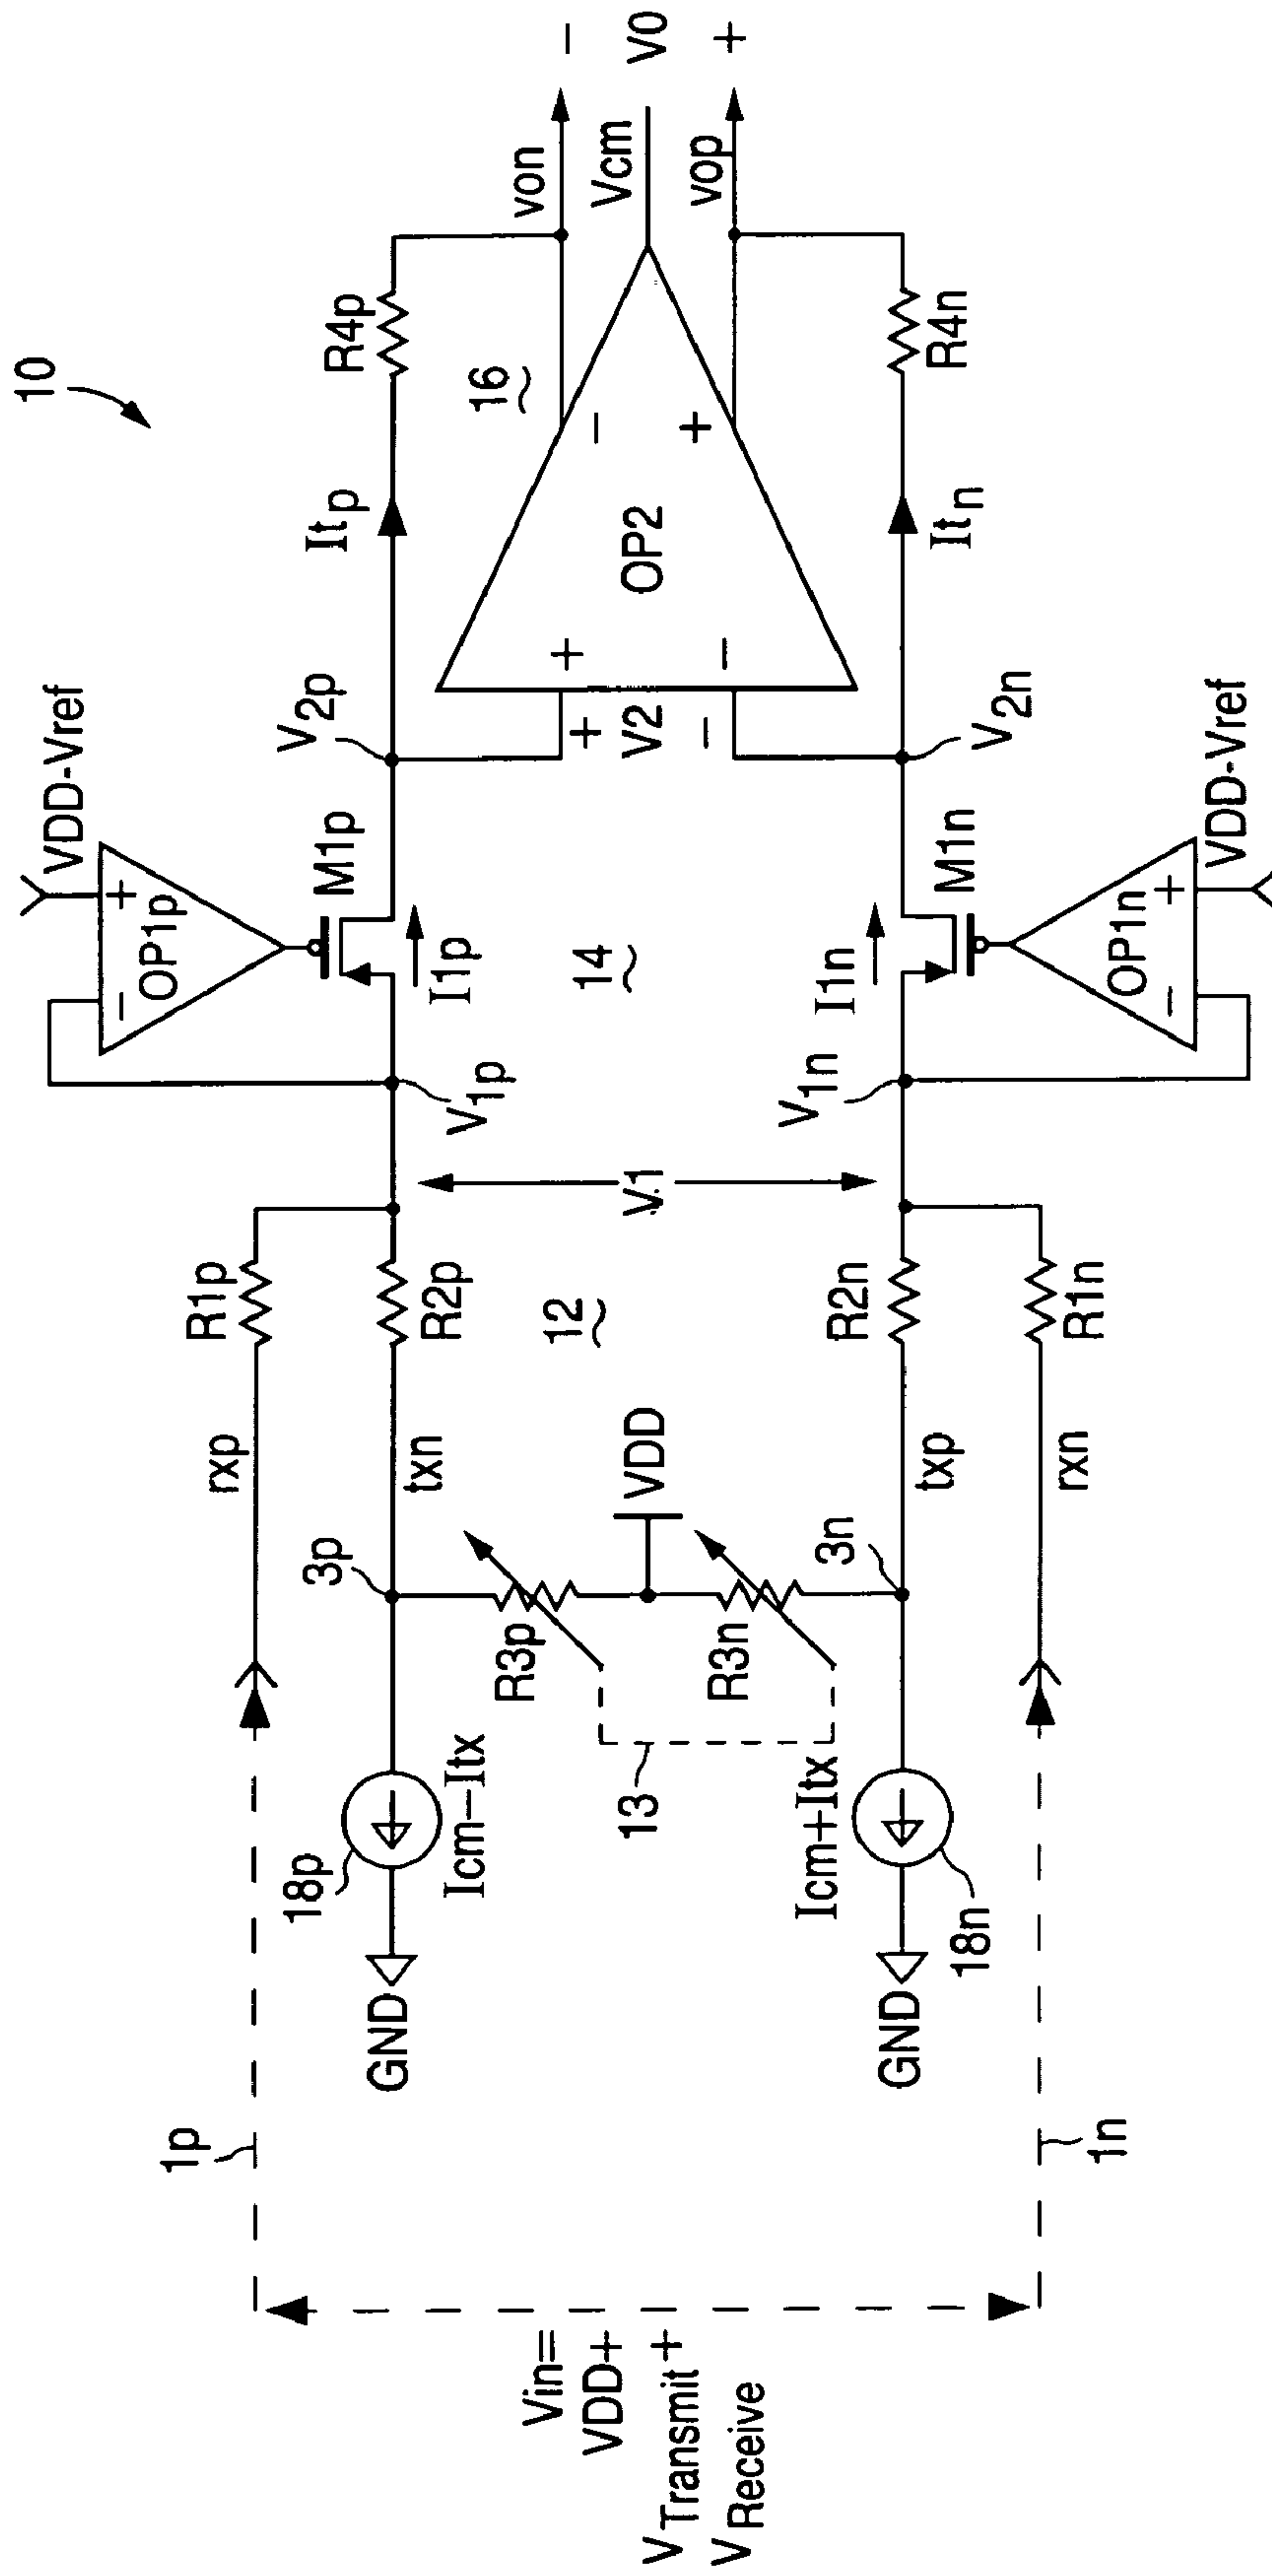 10
Vin=
VDD+
VTransmit+
VReceive
1p
1n
rxp
R1p
GND
18p
Icm−Itx
3p
txn
R2p
R3p
VDD
13
R3n
12
V1
GND
18n
Icm+Itx
3n
txp
R2n
rxn
R1n
V1p
V1n
VDD-Vref
−
+
OP1p
M1p
I1p
14
I1n
M1n
OP1n
−
+
VDD-Vref
V2p
V2n
+
V2
−
+
−
OP2
16
−
+
Itp
Itn
R4p
R4n
von
Vcm
vop
−
V0
+